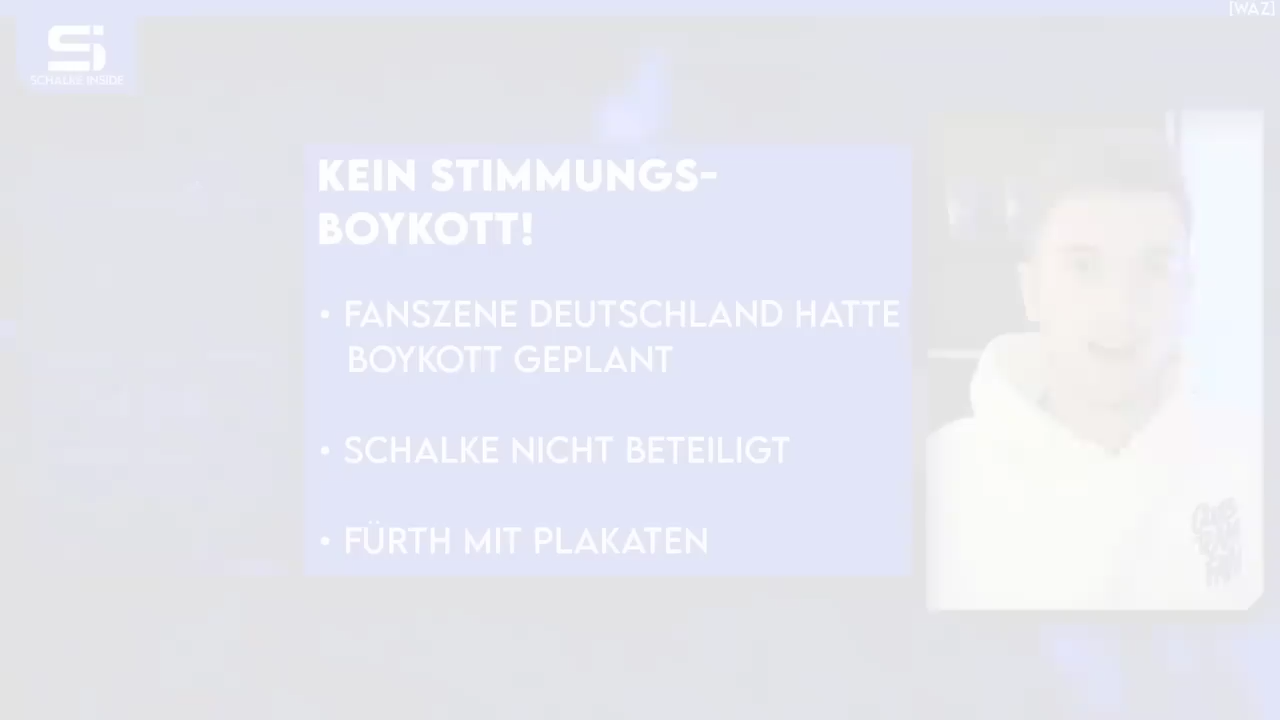 [WAZ]
SCHALKE INSIDE
KEIN STIMMUNGS-
BOYKOTT!
• FANSZENE DEUTSCHLAND HATTE
BOYKOTT GEPLANT
• SCHALKE NICHT BETEILIGT
• FÜRTH MIT PLAKATEN